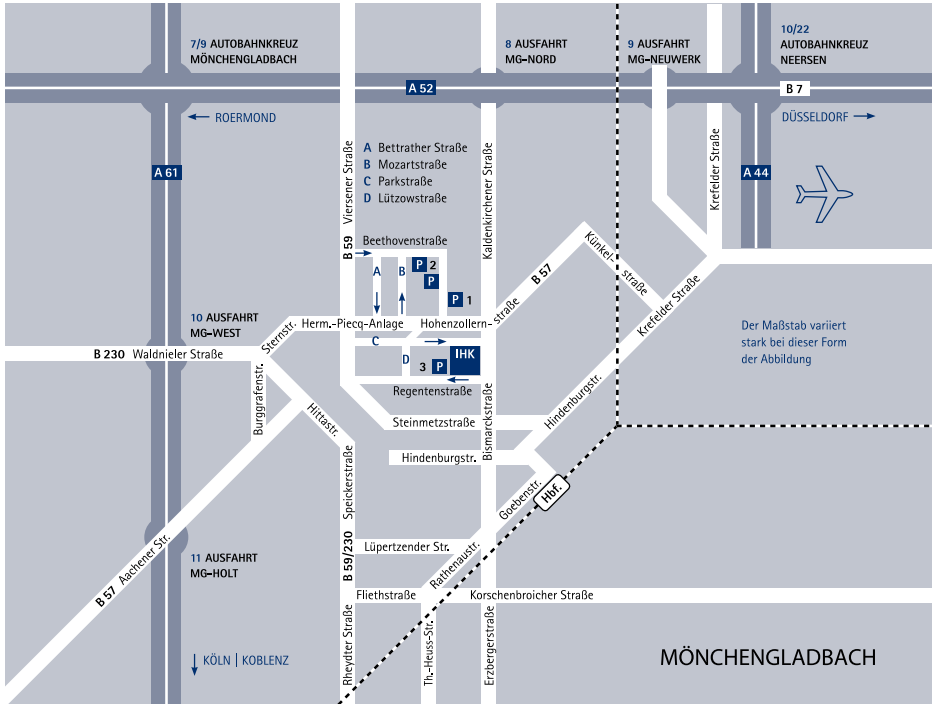 7/9 AUTOBAHNKREUZ
MÖNCHENGLADBACH
8 AUSFAHRT
MG-NORD
9 AUSFAHRT
MG-NEUWERK
10/22
AUTOBAHNKREUZ
NEERSEN
A 52
B 7
← ROERMOND
DÜSSELDORF →
A 61
A 44
A Bettrather Straße
B Mozartstraße
C Parkstraße
D Lützowstraße
B 59 Viersener Straße
Kaldenkirchener Straße
Krefelder Straße
Beethovenstraße
A
B
P 2
P
P 1
Künkel-
straße
B 57
Krefelder Straße
10 AUSFAHRT
MG-WEST
Sternstr.
Herm.-Piecq-Anlage
Hohenzollern-
straße
C
D
3 P
IHK
Regentenstraße
Der Maßstab variiert
stark bei dieser Form
der Abbildung
B 230 Waldnieler Straße
Burggrafenstr.
Hittastr.
Steinmetzstraße
Bismarckstraße
Hindenburgstr.
Hindenburgstr.
Speickerstraße
Goebenstr.
Hbf.
B 57 Aachener Str.
11 AUSFAHRT
MG-HOLT
B 59/230
Lüpertzender Str.
Rathenaustr.
Fliethstraße
Korschenbroicher Straße
Rheydter Straße
Th.-Heuss-Str.
Erzbergerstraße
↓ KÖLN | KOBLENZ
MÖNCHENGLADBACH